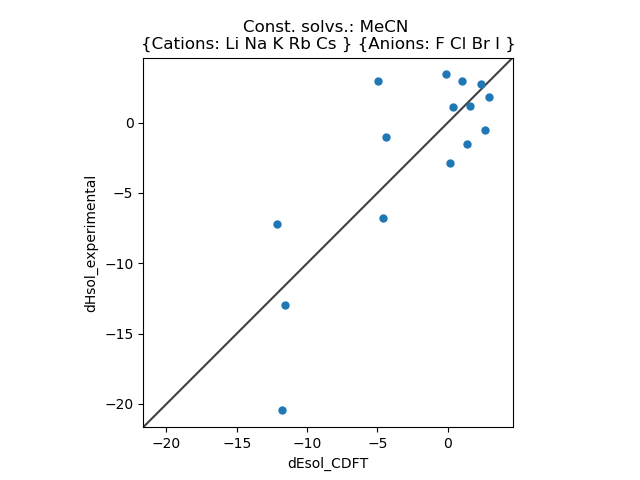 Const. solvs.: MeCN
{Cations: Li Na K Rb Cs } {Anions: F Cl Br I }
0
−5
−10
−15
−20
dHsol_experimental
−20 −15 −10 −5 0
dEsol_CDFT